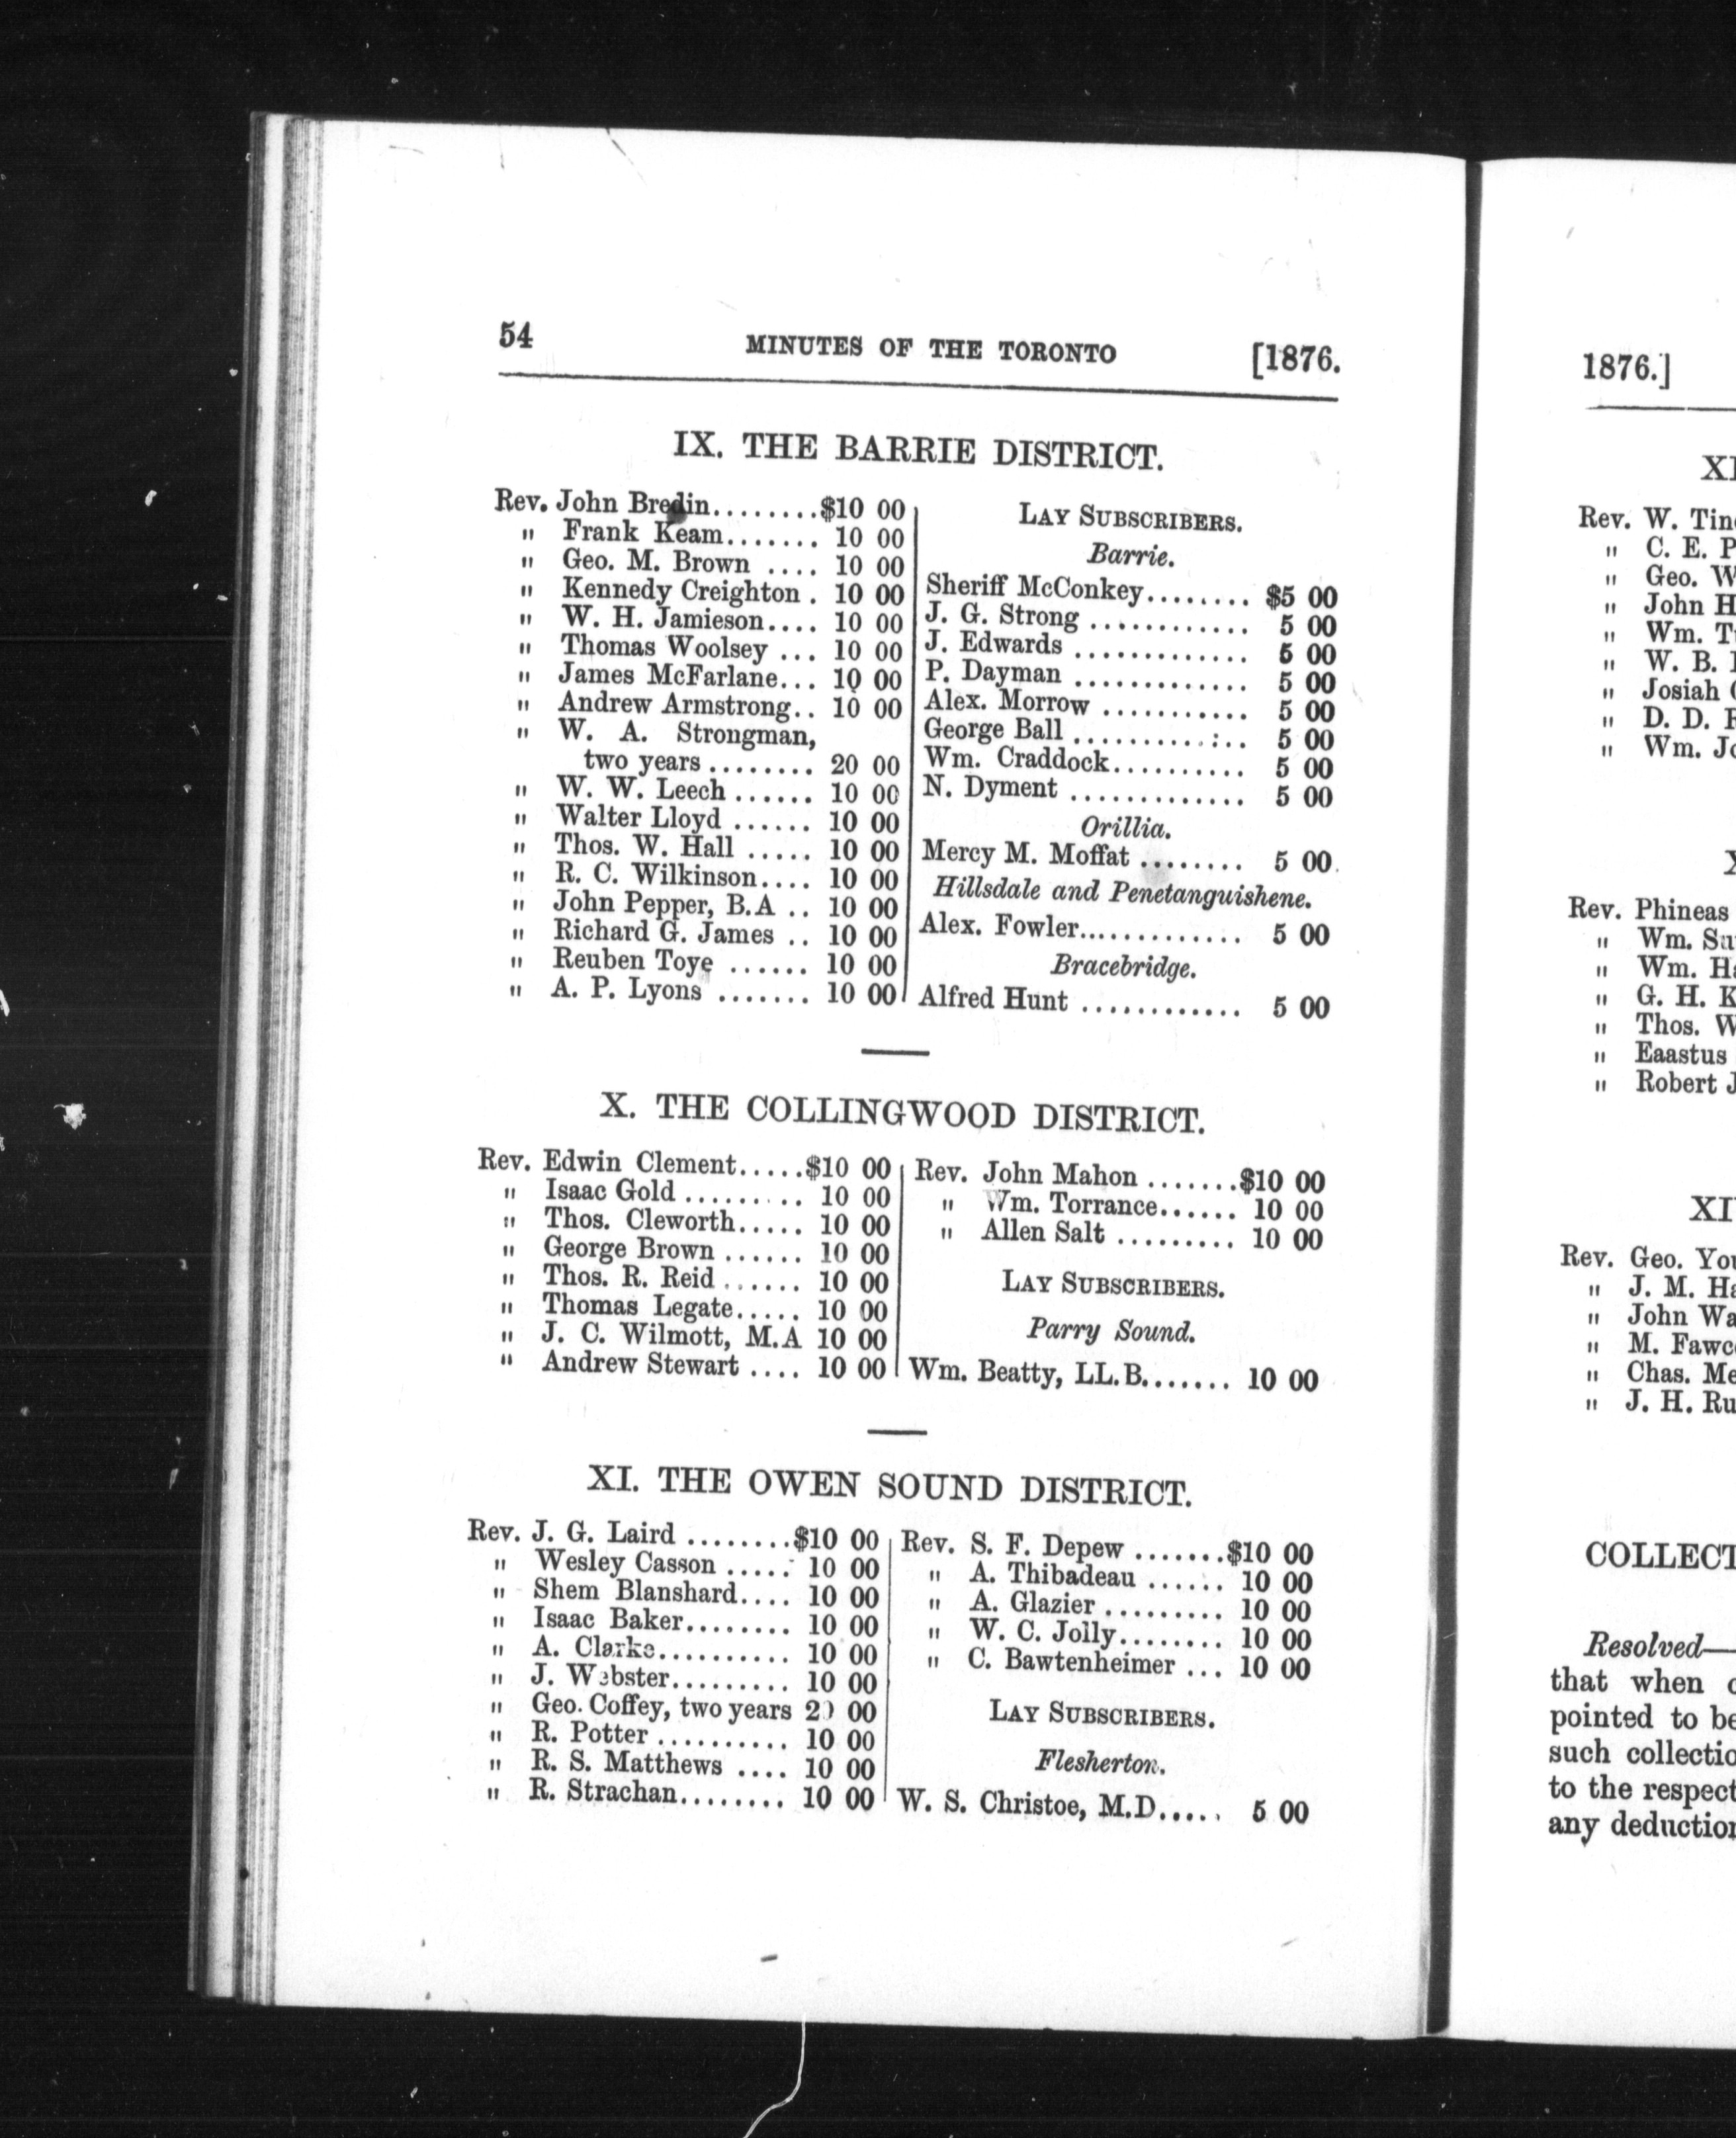 54 MINUTES OF THE TORONTO [1876.
IX. THE BARRIE DISTRICT.
Rev. John Bredin........$10 00
" Frank Keam....... 10 00
" Geo. M. Brown .... 10 00
" Kennedy Creighton . 10 00
" W. H. Jamieson.... 10 00
" Thomas Woolsey ... 10 00
" James McFarlane... 10 00
" Andrew Armstrong.. 10 00
" W. A. Strongman,
two years ........ 20 00
" W. W. Leech ...... 10 00
" Walter Lloyd ...... 10 00
" Thos. W. Hall ..... 10 00
" R. C. Wilkinson.... 10 00
" John Pepper, B.A .. 10 00
" Richard G. James .. 10 00
" Reuben Toye ...... 10 00
" A. P. Lyons ....... 10 00
LAY SUBSCRIBERS.
Barrie.
Sheriff McConkey........ $5 00
J. G. Strong ............ 5 00
J. Edwards ............. 5 00
P. Dayman ............. 5 00
Alex. Morrow ........... 5 00
George Ball ..........:.. 5 00
Wm. Craddock.......... 5 00
N. Dyment ............. 5 00
Orillia.
Mercy M. Moffat ........ 5 00
Hillsdale and Penetanguishene.
Alex. Fowler............. 5 00
Bracebridge.
Alfred Hunt ............ 5 00
X. THE COLLINGWOOD DISTRICT.
Rev. Edwin Clement.....$10 00
" Isaac Gold ......... 10 00
" Thos. Cleworth..... 10 00
" George Brown ...... 10 00
" Thos. R. Reid ...... 10 00
" Thomas Legate..... 10 00
" J. C. Wilmott, M.A 10 00
" Andrew Stewart .... 10 00
Rev. John Mahon .......$10 00
" Wm. Torrance...... 10 00
" Allen Salt ......... 10 00
LAY SUBSCRIBERS.
Parry Sound.
Wm. Beatty, LL.B....... 10 00
XI. THE OWEN SOUND DISTRICT.
Rev. J. G. Laird ........$10 00
" Wesley Casson ..... 10 00
" Shem Blanshard.... 10 00
" Isaac Baker........ 10 00
" A. Clarke.......... 10 00
" J. Webster......... 10 00
" Geo. Coffey, two years 20 00
" R. Potter .......... 10 00
" R. S. Matthews .... 10 00
" R. Strachan........ 10 00
Rev. S. F. Depew .......$10 00
" A. Thibadeau ...... 10 00
" A. Glazier ......... 10 00
" W. C. Jolly........ 10 00
" C. Bawtenheimer ... 10 00
LAY SUBSCRIBERS.
Flesherton.
W. S. Christoe, M.D..... 5 00
1876.]
Rev. W.
" C. E.
" Geo.
" John
" Wm.
" W. B.
" Josiah
" D. D.
" Wm.
Rev. Phineas
" Wm.
" Wm.
" G. H.
" Thos.
" Eaastus
" Robert
Rev. Geo.
" J. M.
" John
" M.
" Chas.
" J. H.
Resolved—
that when
pointed to
such
to the
any